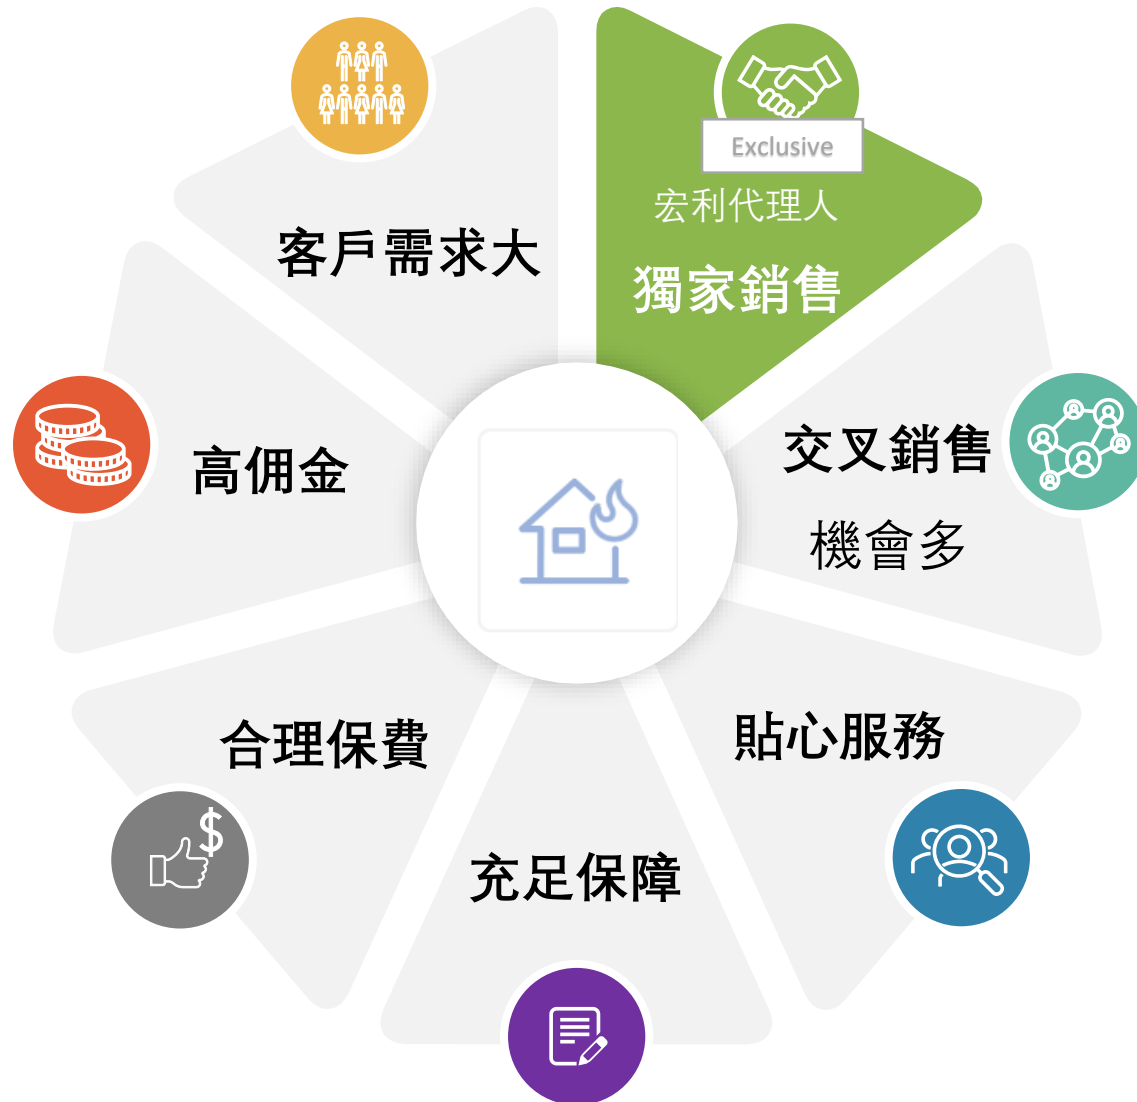 Exclusive
宏利代理人
獨家銷售
交叉銷售
機會多
貼心服務
充足保障
合理保費
高佣金
客戶需求大
$